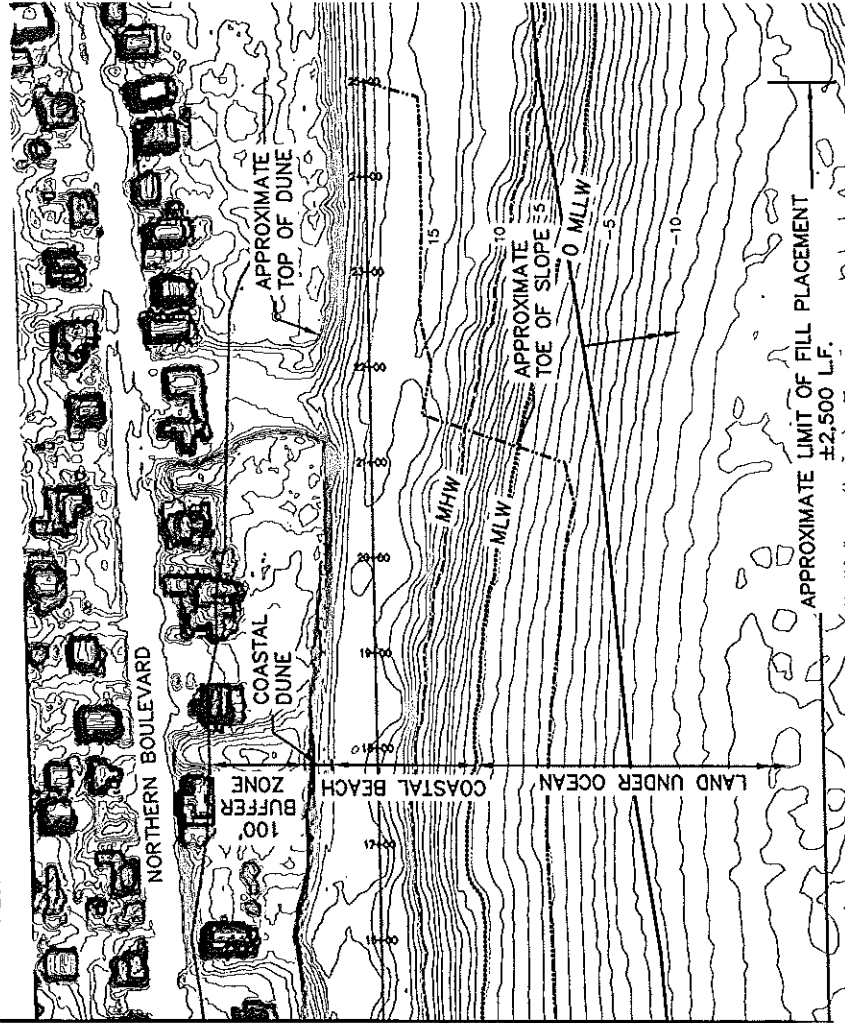 NORTHERN BOULEVARD
APPROXIMATE
TOP OF DUNE
COASTAL
DUNE
100'
BUFFER
ZONE
COASTAL BEACH
LAND UNDER OCEAN
16+00
17+00
18+00
19+00
20+00
21+00
22+00
23+00
24+00
25+00
15
10
MHW
MLW
APPROXIMATE
TOE OF SLOPE
5
0 MLLW
-5
-10
APPROXIMATE LIMIT OF FILL PLACEMENT
±2,500 L.F.